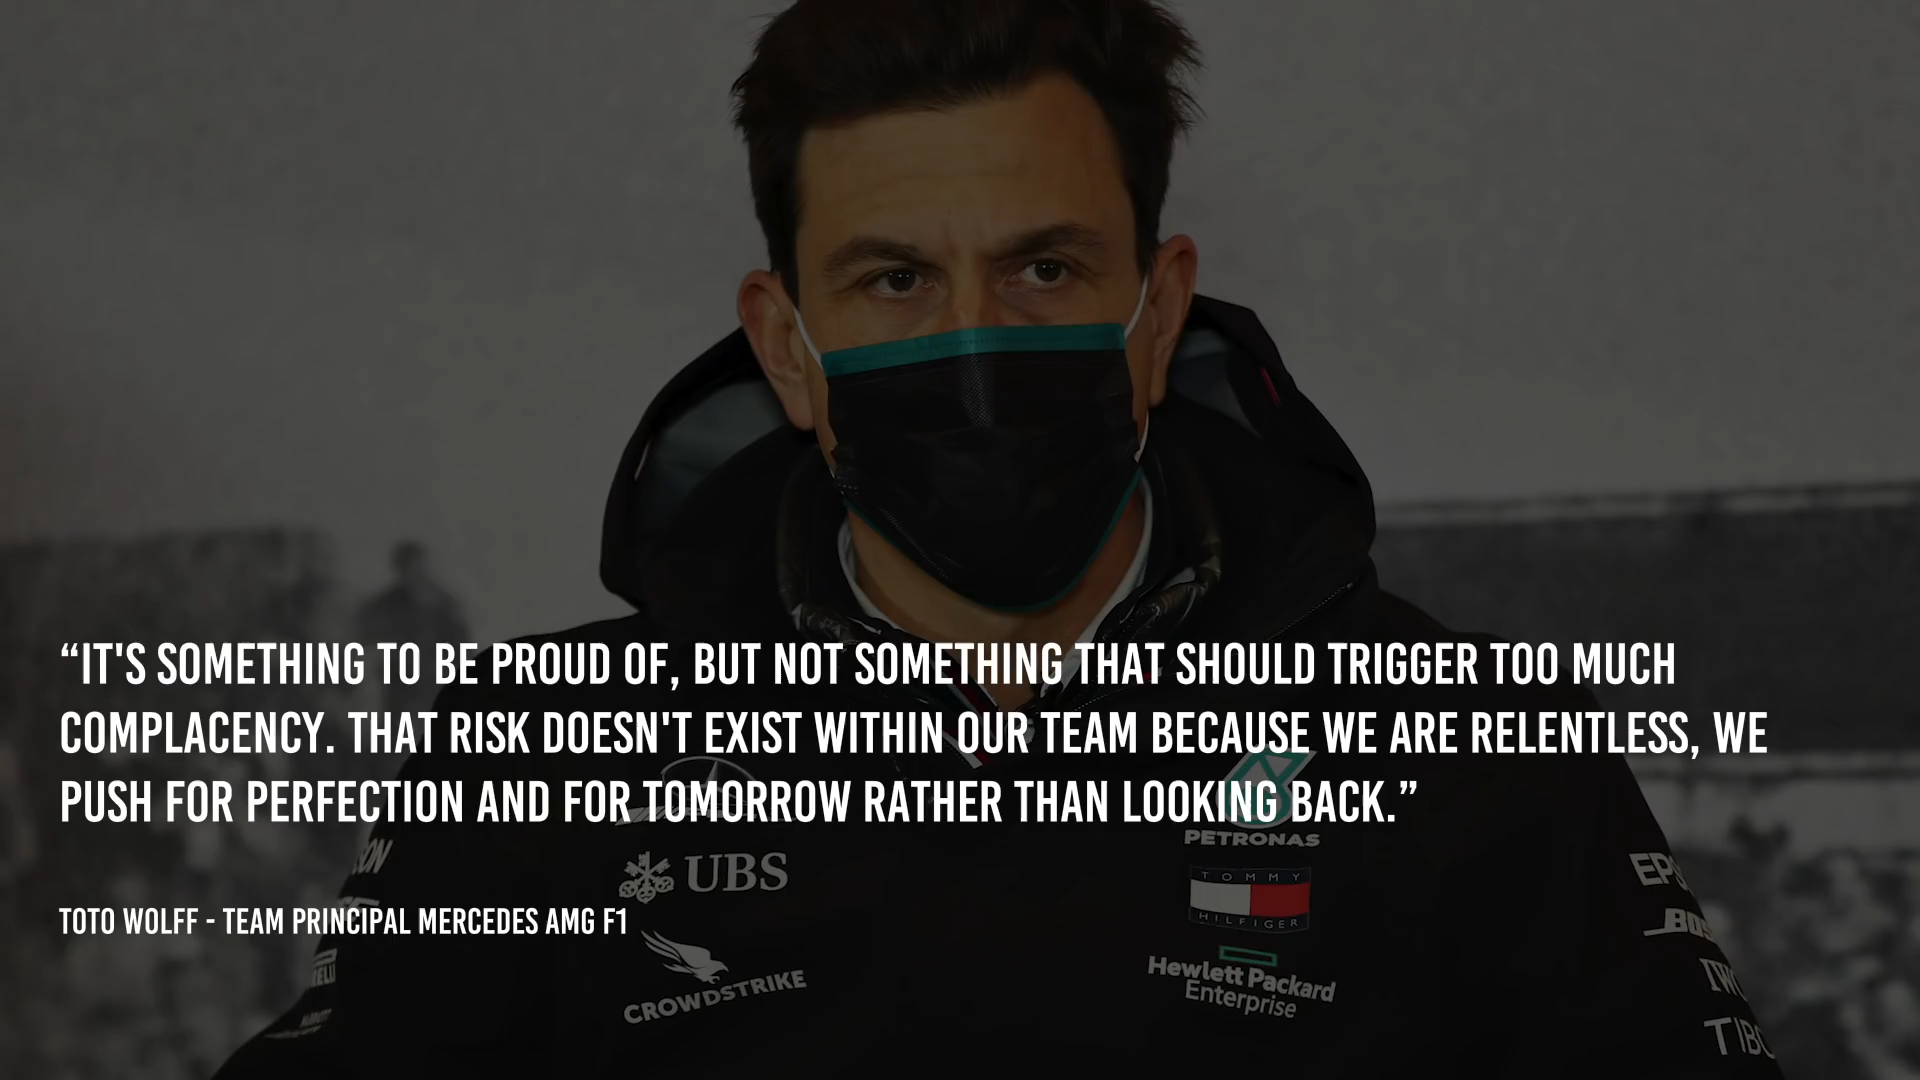 “IT'S SOMETHING TO BE PROUD OF, BUT NOT SOMETHING THAT SHOULD TRIGGER TOO MUCH
COMPLACENCY. THAT RISK DOESN'T EXIST WITHIN OUR TEAM BECAUSE WE ARE RELENTLESS, WE
PUSH FOR PERFECTION AND FOR TOMORROW RATHER THAN LOOKING BACK.”
PETRONAS
UBS
TOMMY
HILFIGER
TOTO WOLFF - TEAM PRINCIPAL MERCEDES AMG F1
CROWDSTRIKE
Hewlett Packard
Enterprise